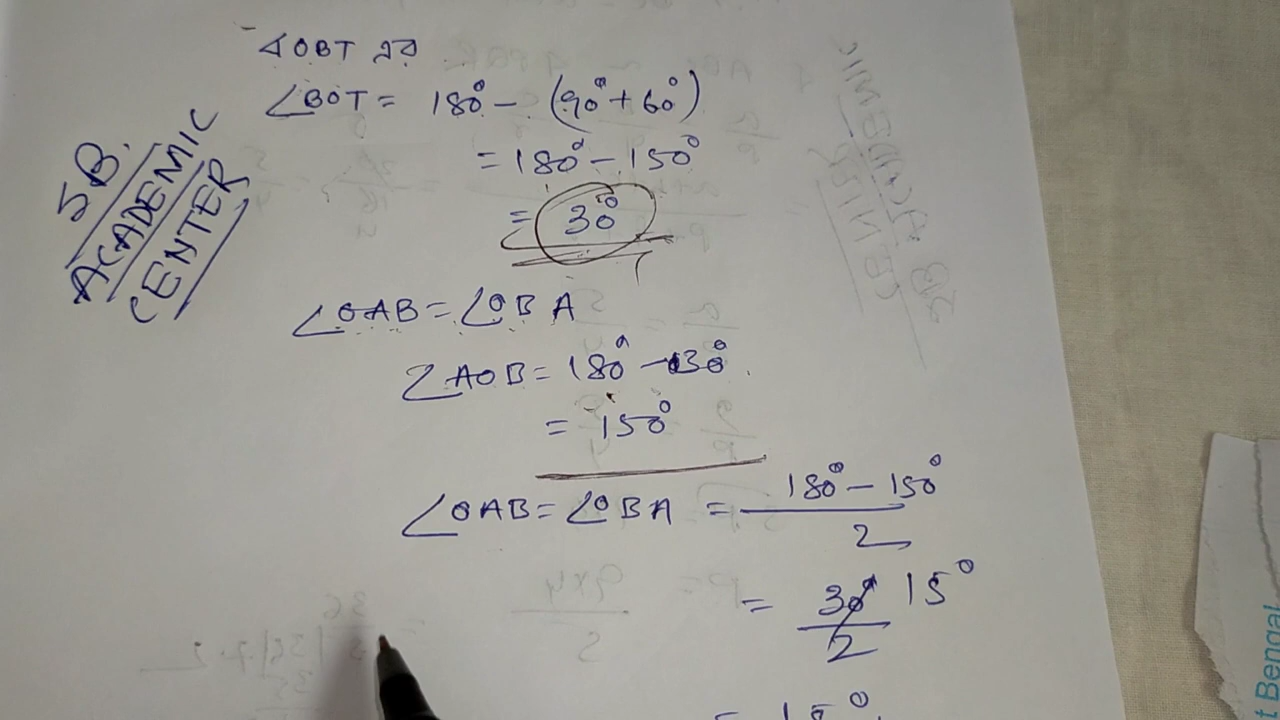 ∠OBT এর
∠BOT = 180° - (90° + 60°)
= 180° - 150°
= 30°
∠OAB = ∠OBA
∠AOB = 180° - 30°.
= 150°
∠OAB = ∠OBA = 180° - 150° / 2
= 30° / 2 15°
= 15°.
5B.
ACADEMIC
CENTER
t Bengal